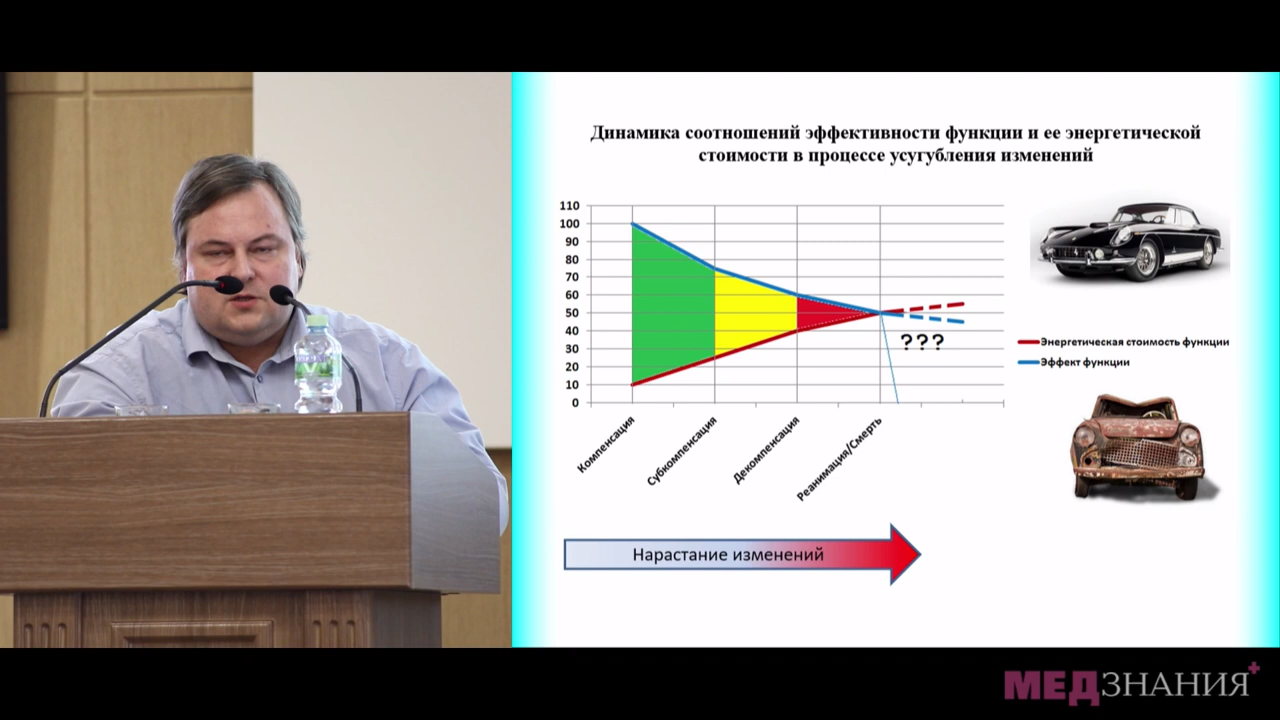 Динамика соотношений эффективности функции и ее энергетической
стоимости в процессе усугубления изменений
110
100
90
80
70
60
50
40
30
20
10
0
???
Компенсация
Субкомпенсация
Декомпенсация
Реанимация/Смерть
Энергетическая стоимость функции
Эффект функции
Нарастание изменений
МЕДЗНАНИЯ+